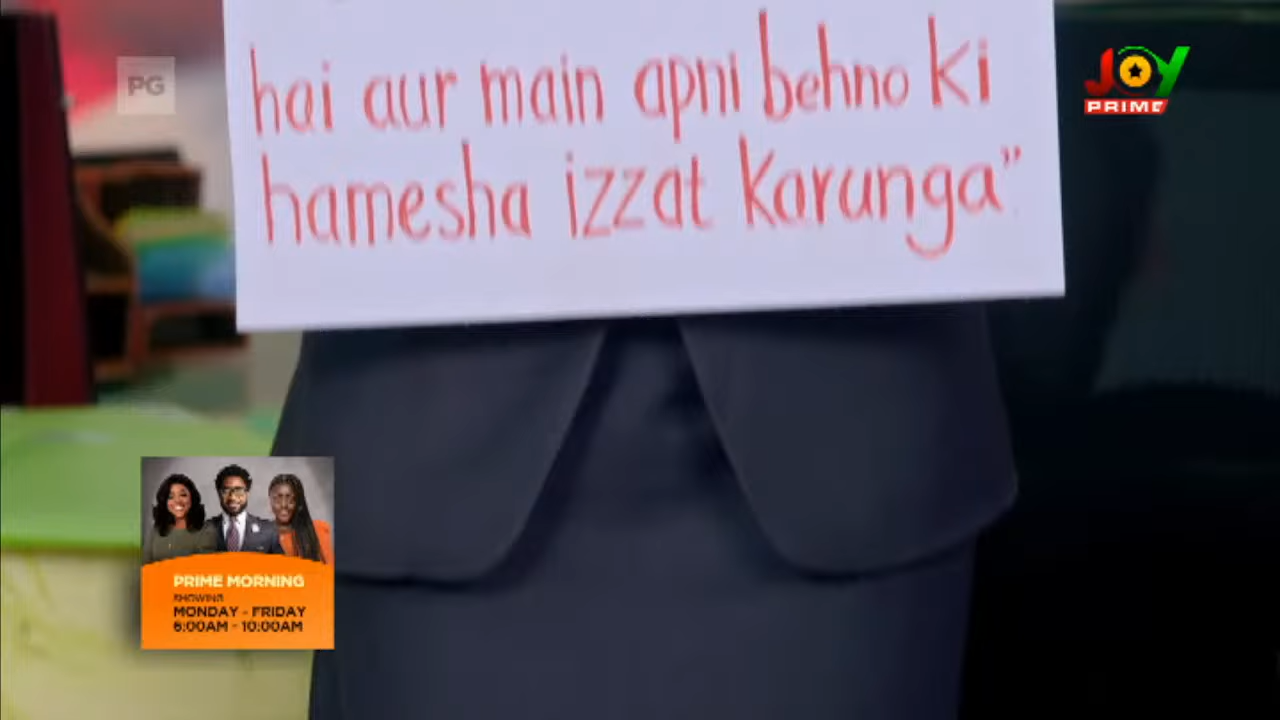 hai aur main apni behno ki
hamesha izzat karunga”
PG
JOY
PRIME
PRIME MORNING
SHOWING
MONDAY - FRIDAY
6:00AM - 10:00AM